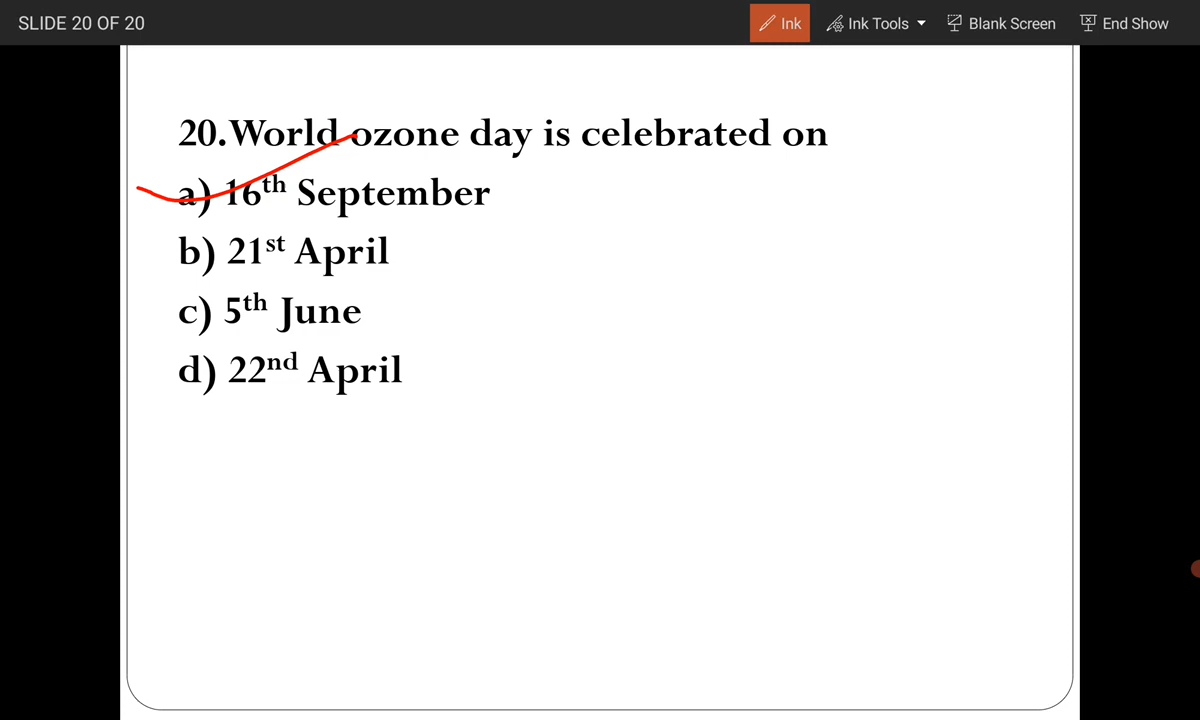 SLIDE 20 OF 20
Ink
Ink Tools
Blank Screen
End Show
20.World ozone day is celebrated on
a) 16th September
b) 21st April
c) 5th June
d) 22nd April